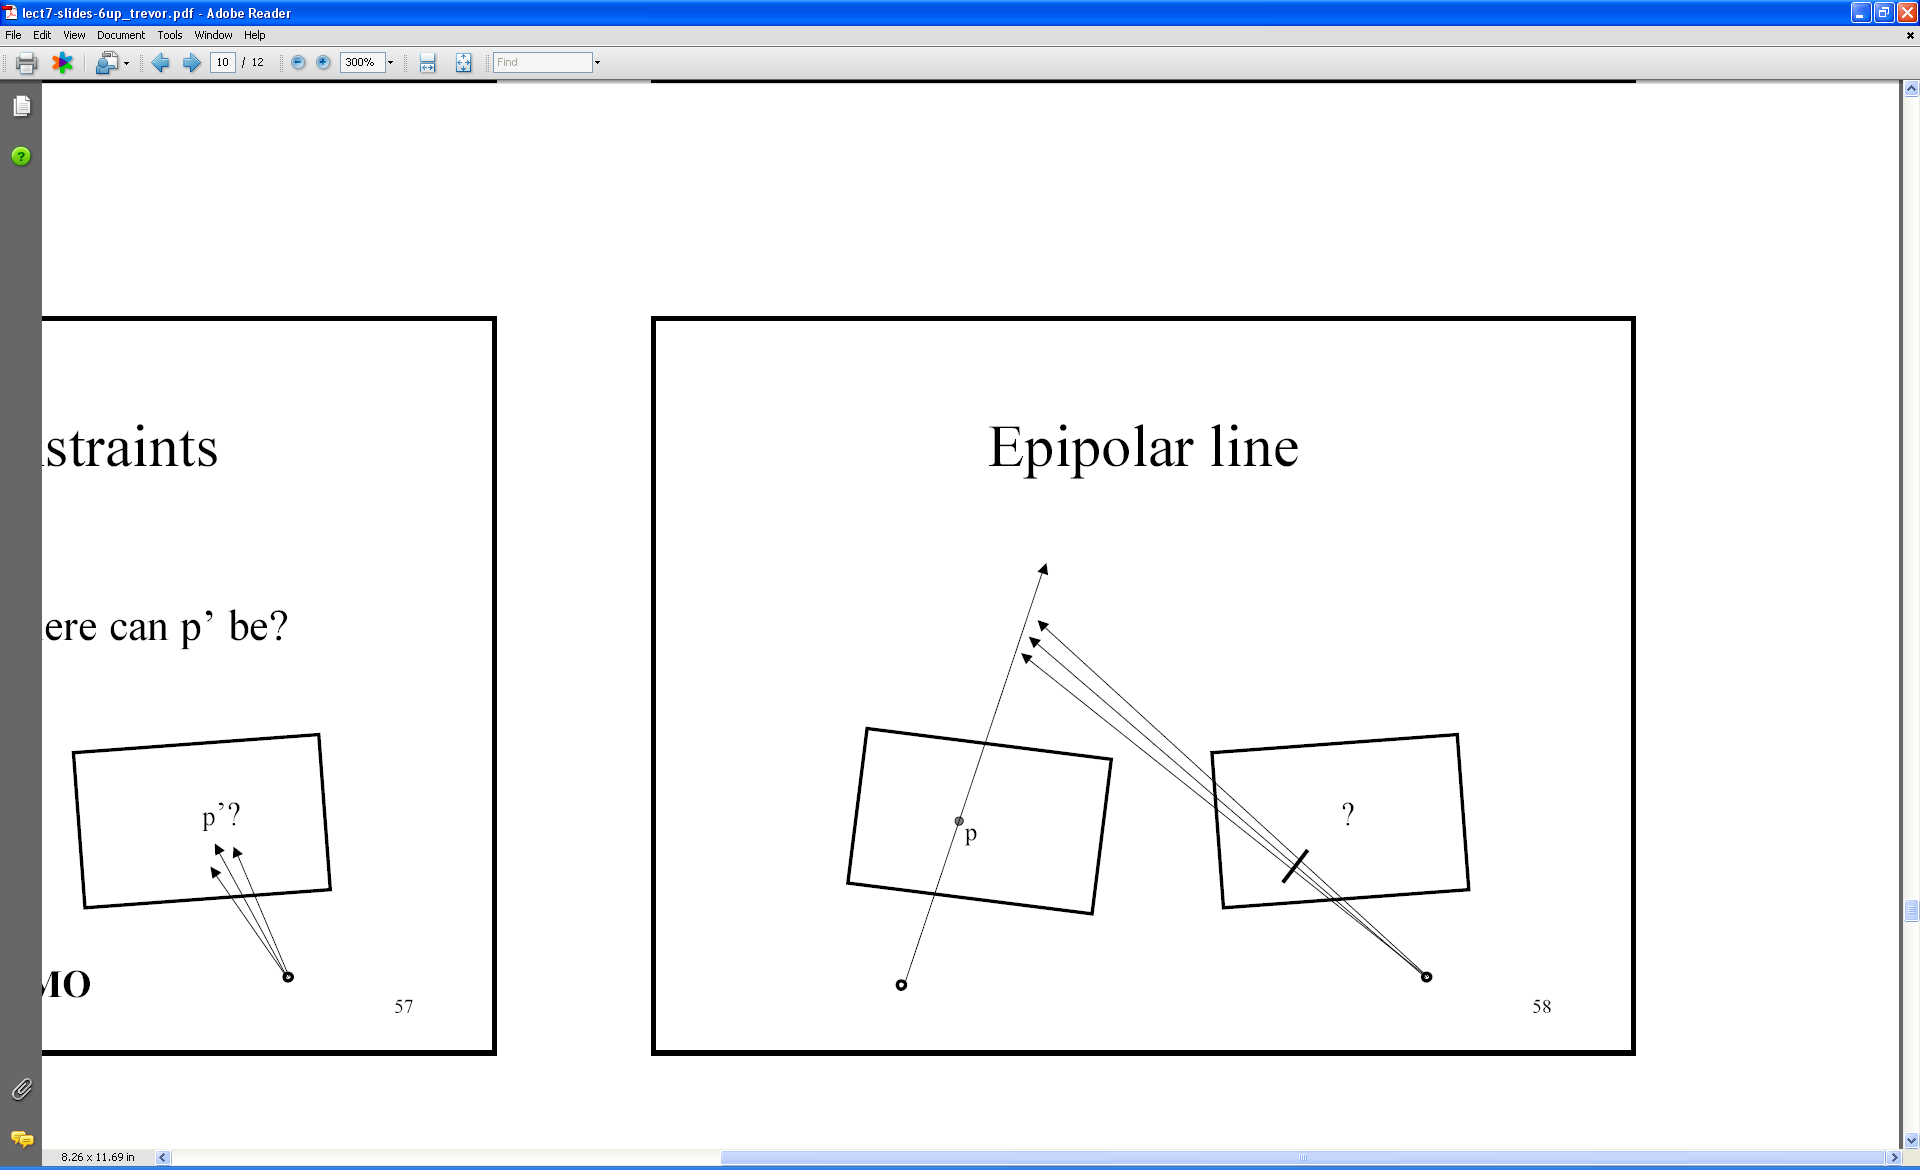 lect7-slides-6up_trevor.pdf - Adobe Reader
File Edit View Document Tools Window Help
10 / 12 300% Find
straints
ere can p’ be?
p’?
MO
57
Epipolar line
p
?
58
8.26 x 11.69 in